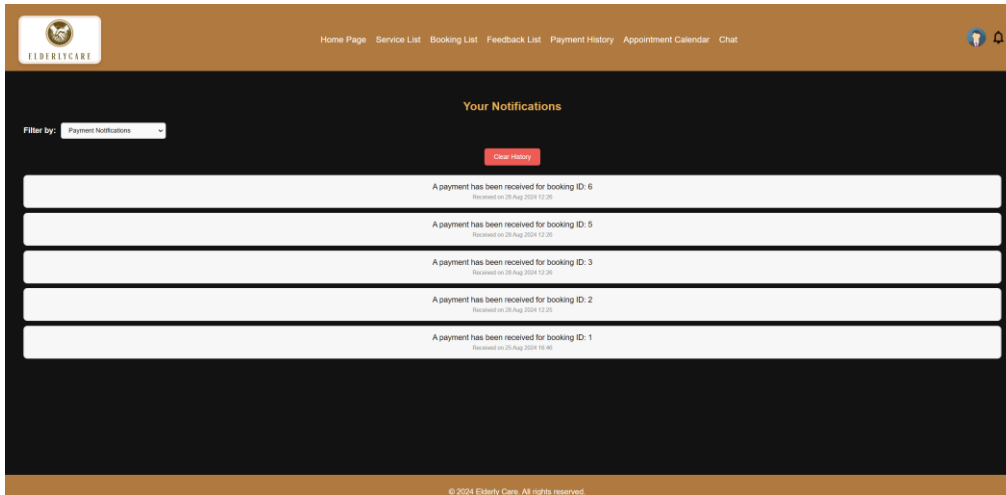 ELDERLYCARE
Home Page Service List Booking List Feedback List Payment History Appointment Calendar Chat
Your Notifications
Filter by: Payment Notifications
Clear History
A payment has been received for booking ID: 6
Received on 28 Aug 2024 12:26
A payment has been received for booking ID: 5
Received on 28 Aug 2024 12:26
A payment has been received for booking ID: 3
Received on 28 Aug 2024 12:26
A payment has been received for booking ID: 2
Received on 28 Aug 2024 12:25
A payment has been received for booking ID: 1
Received on 25 Aug 2024 16:46
© 2024 Elderly Care. All rights reserved.